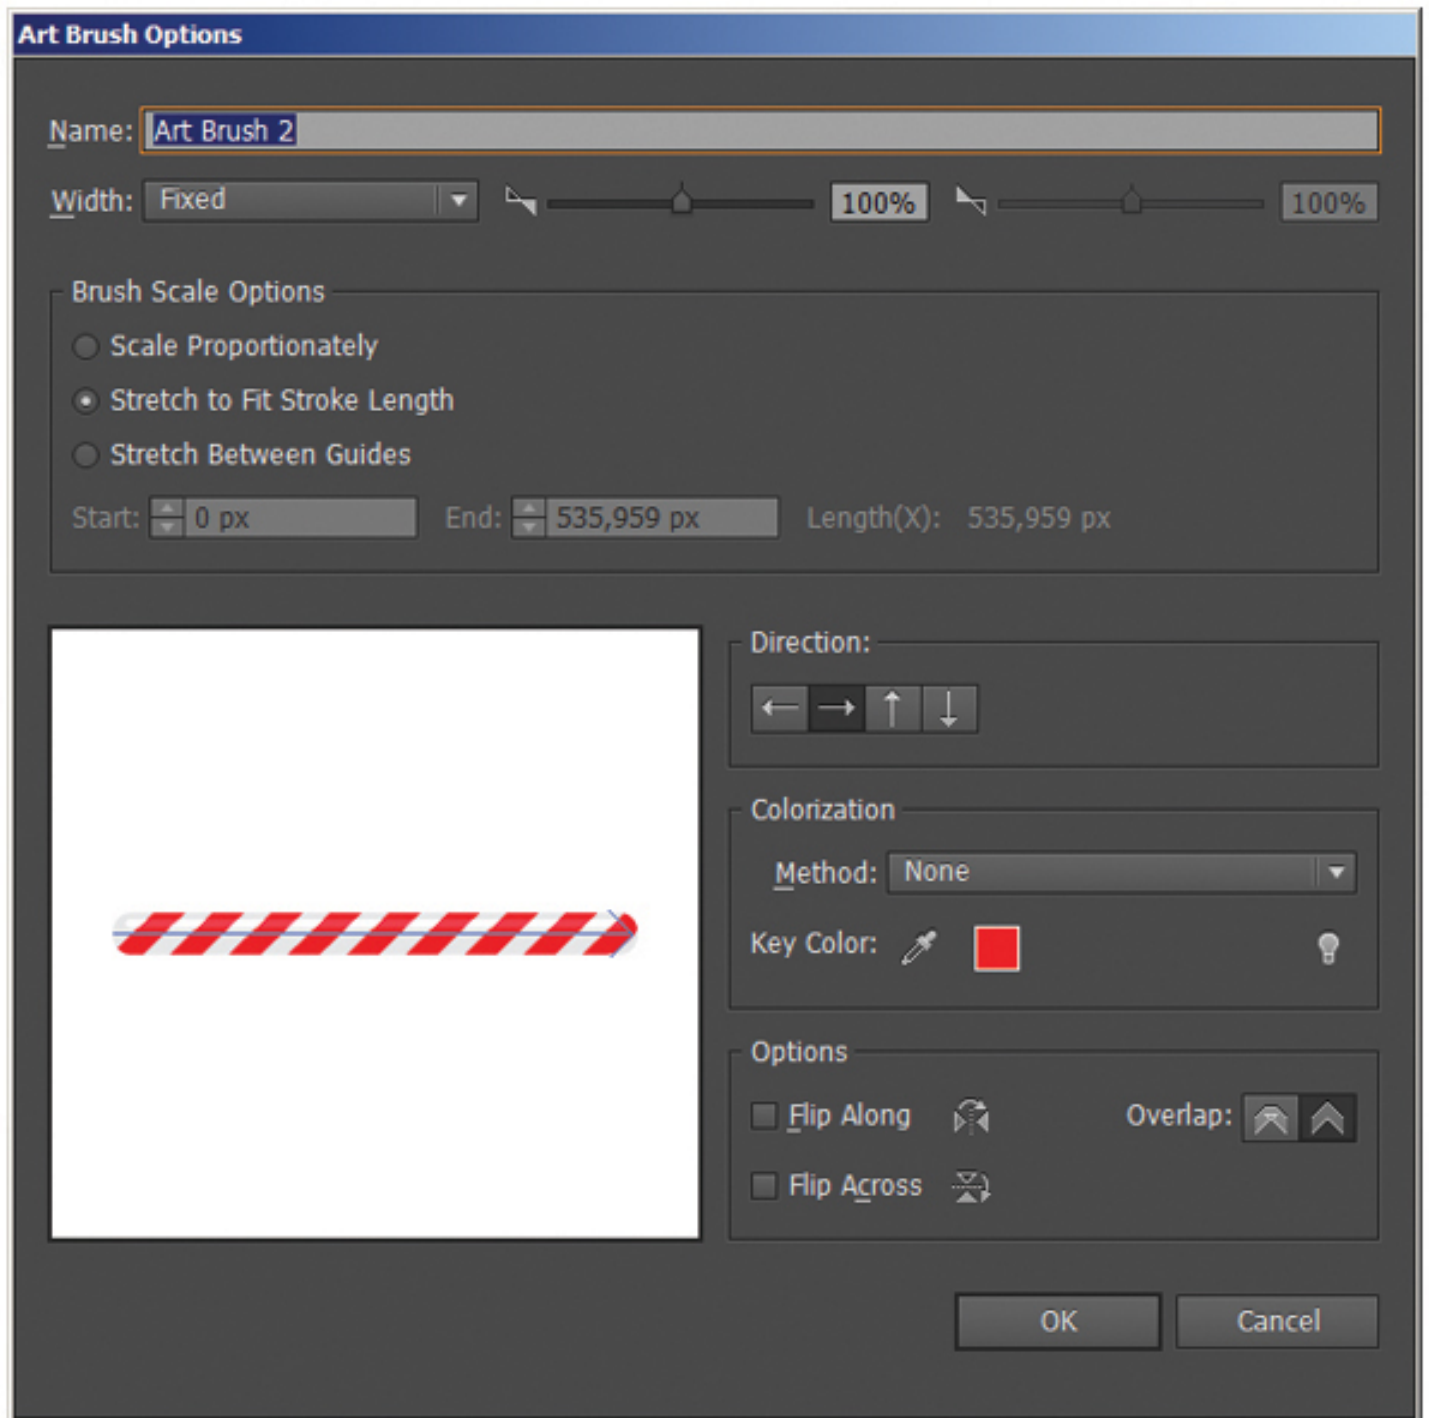 Art Brush Options
Name: Art Brush 2
Width: Fixed 100% 100%
Brush Scale Options
Scale Proportionately
Stretch to Fit Stroke Length
Stretch Between Guides
Start: 0 px End: 535,959 px Length(X): 535,959 px
Direction:
Colorization
Method: None
Key Color:
Options
Flip Along Overlap:
Flip Across
OK Cancel